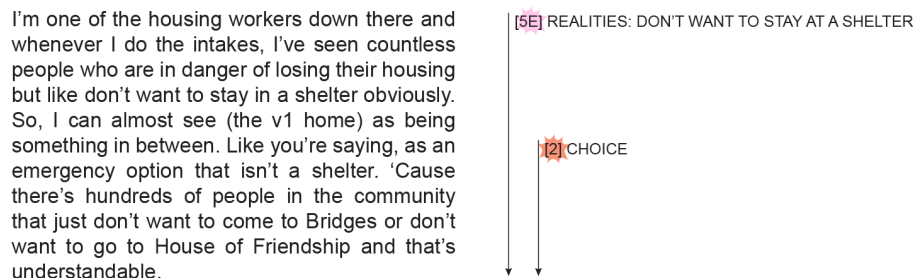 I’m one of the housing workers down there and
whenever I do the intakes, I’ve seen countless
people who are in danger of losing their housing
but like don’t want to stay in a shelter obviously.
So, I can almost see (the v1 home) as being
something in between. Like you’re saying, as an
emergency option that isn’t a shelter. ‘Cause
there’s hundreds of people in the community
that just don’t want to come to Bridges or don’t
want to go to House of Friendship and that’s
understandable.
[5E] REALITIES: DON’T WANT TO STAY AT A SHELTER
[2] CHOICE